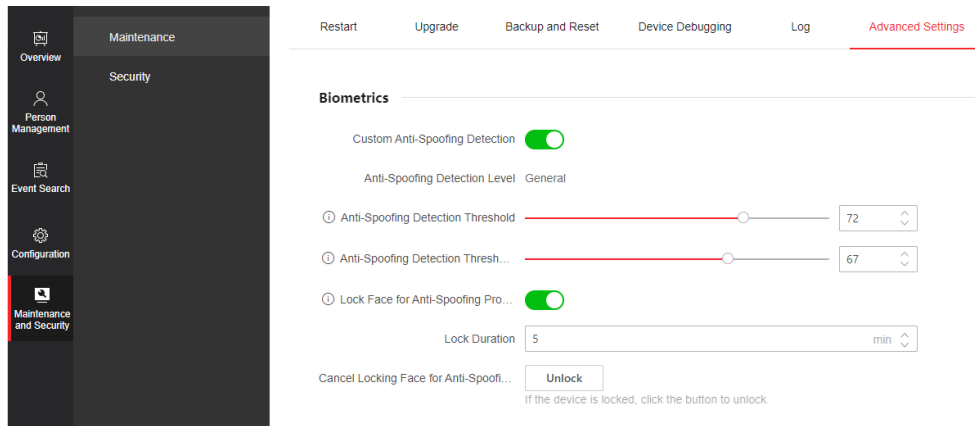 Overview
Person
Management
Event Search
Configuration
Maintenance
and Security
Maintenance
Security
Restart Upgrade Backup and Reset Device Debugging Log Advanced Settings
Biometrics
Custom Anti-Spoofing Detection
Anti-Spoofing Detection Level General
Anti-Spoofing Detection Threshold 72
Anti-Spoofing Detection Thresh... 67
Lock Face for Anti-Spoofing Pro...
Lock Duration 5 min
Cancel Locking Face for Anti-Spoofi... Unlock
If the device is locked, click the button to unlock.